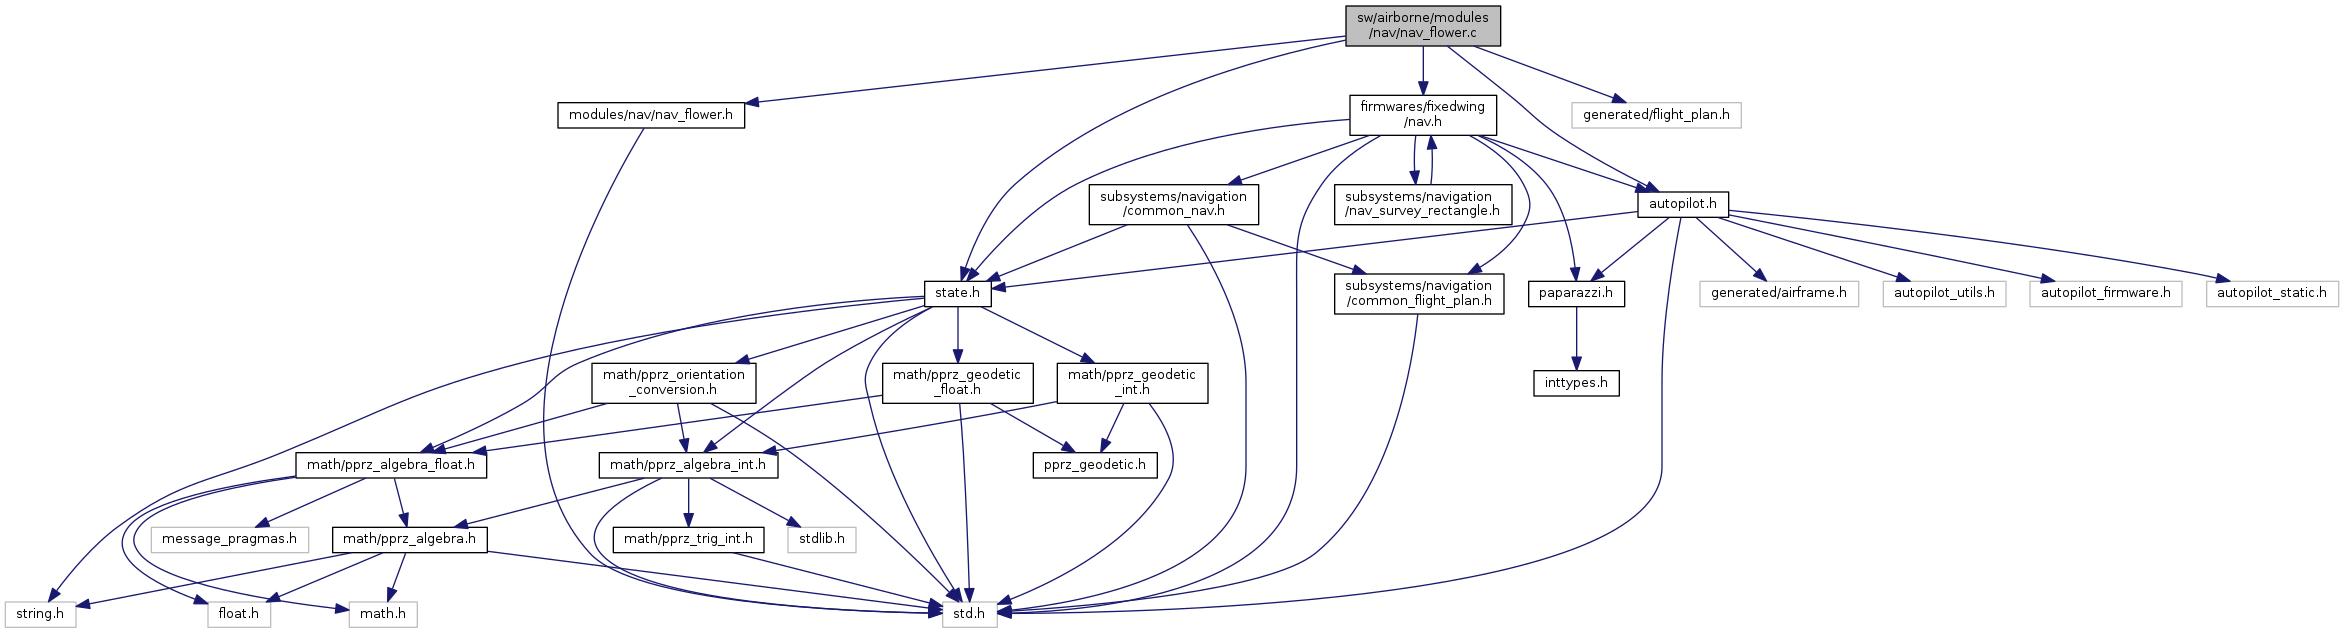 sw/airborne/modules
/nav/nav_flower.c
modules/nav/nav_flower.h
firmwares/fixedwing
/nav.h
generated/flight_plan.h
subsystems/navigation
/common_nav.h
subsystems/navigation
/nav_survey_rectangle.h
autopilot.h
state.h
subsystems/navigation
/common_flight_plan.h
paparazzi.h
generated/airframe.h
autopilot_utils.h
autopilot_firmware.h
autopilot_static.h
math/pprz_orientation
_conversion.h
math/pprz_geodetic
_float.h
math/pprz_geodetic
_int.h
inttypes.h
math/pprz_algebra_float.h
math/pprz_algebra_int.h
pprz_geodetic.h
message_pragmas.h
math/pprz_algebra.h
math/pprz_trig_int.h
stdlib.h
string.h
float.h
math.h
std.h